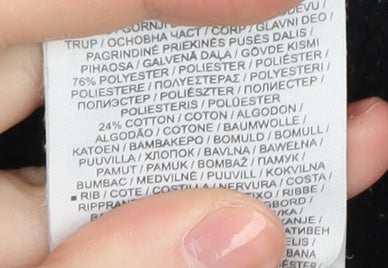 GORNJI
TRUP / ОСНОВНА ЧАСТ / CORP / GLAVNI DEO /
PAGRINDINĖ PRIEKINĖS PUSĖS DALIS /
PIHAOSA / GALVENĀ DAĻA / GÖVDE KISMI
76% POLYESTER / POLIESTER / POLIÉSTER /
POLIESTERE / ΠΟΛΥΕΣΤΕΡΑΣ / POLYESTERI /
ПОЛИЭСТЕР / POLIÉSZTER / ПОЛИЕСТЕР /
POLIESTERIS / POLÜESTER
24% COTTON / COTON / ALGODON /
ALGODÃO / COTONE / BAUMWOLLE /
KATOEN / ΒΑΜΒΑΚΕΡΟ / BOMULD / BOMULL /
PUUVILLA / ХЛОПОК / BAVLNA / BAWEŁNA /
PAMUT / PAMUK / BOMBAŽ / ПАМУК /
BUMBAC / MEDVILNĖ / PUUVILL / KOKVILNA
RIB / COTE / COSTILLA / NERVURA / COSTA /
RIBBE /